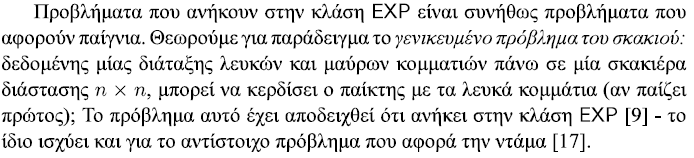 Προβλήματα που ανήκουν στην κλάση EXP είναι συνήθως προβλήματα που
αφορούν παίγνια. Θεωρούμε για παράδειγμα το γενικευμένο πρόβλημα του σκακιού:
δεδομένης μίας διάταξης λευκών και μαύρων κομματιών πάνω σε μία σκακιέρα
διάστασης n × n, μπορεί να κερδίσει ο παίκτης με τα λευκά κομμάτια (αν παίζει
πρώτος); Το πρόβλημα αυτό έχει αποδειχθεί ότι ανήκει στην κλάση EXP [9] - το
ίδιο ισχύει και για το αντίστοιχο πρόβλημα που αφορά την ντάμα [17].